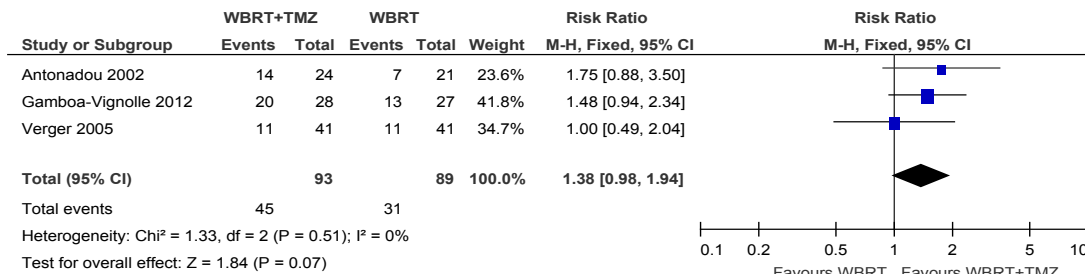 WBRT+TMZ WBRT Risk Ratio Risk Ratio
Study or Subgroup Events Total Events Total Weight M-H, Fixed, 95% CI M-H, Fixed, 95% CI
Antonadou 2002 14 24 7 21 23.6% 1.75 [0.88, 3.50]
Gamboa-Vignolle 2012 20 28 13 27 41.8% 1.48 [0.94, 2.34]
Verger 2005 11 41 11 41 34.7% 1.00 [0.49, 2.04]
Total (95% CI) 93 89 100.0% 1.38 [0.98, 1.94]
Total events 45 31
Heterogeneity: Chi² = 1.33, df = 2 (P = 0.51); I² = 0%
Test for overall effect: Z = 1.84 (P = 0.07)
0.1 0.2 0.5 1 2 5 10
Favours WBRT Favours WBRT+TMZ